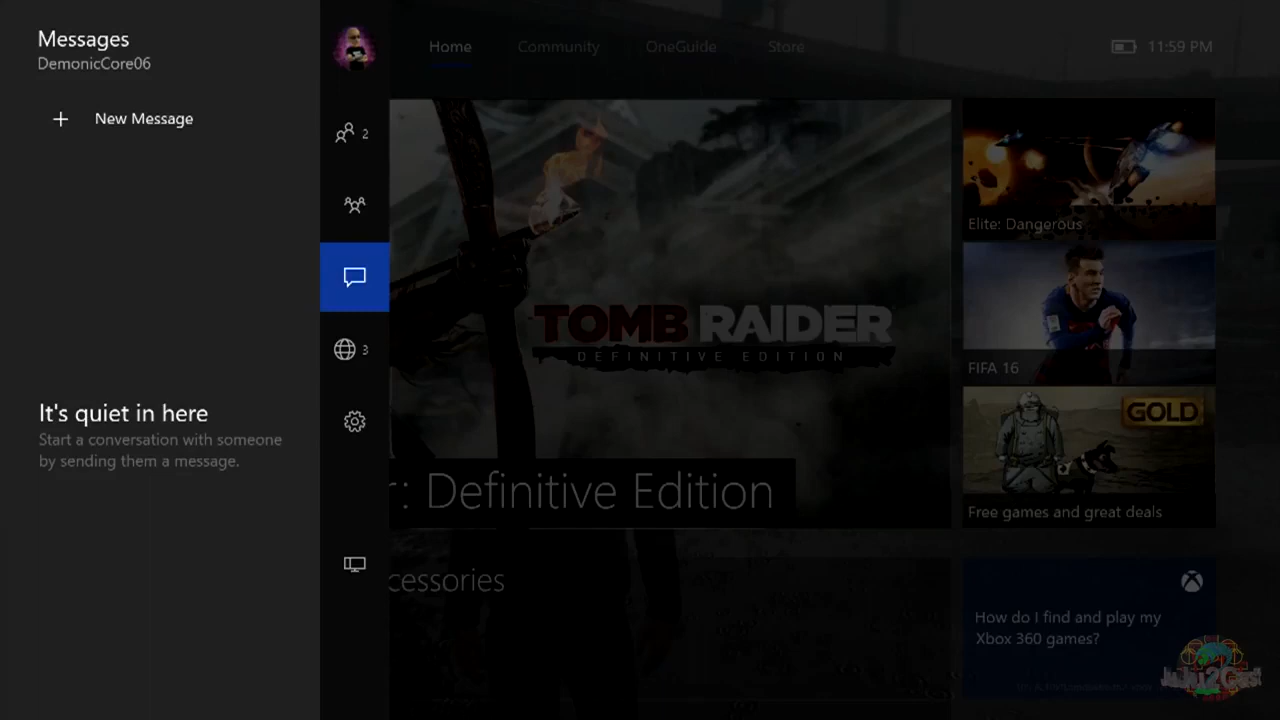 Messages
DemonicCore06
New Message
It's quiet in here
Start a conversation with someone
by sending them a message.
2
3
Home
Community
OneGuide
Store
11:59 PM
TOMB RAIDER
DEFINITIVE EDITION
r: Definitive Edition
cessories
Elite: Dangerous
FIFA 16
GOLD
Free games and great deals
How do I find and play my
Xbox 360 games?